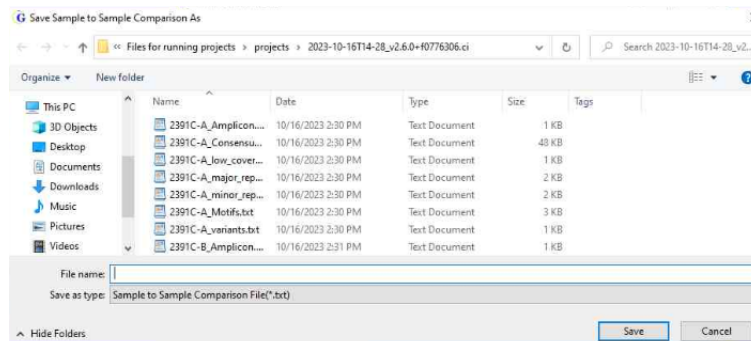 G Save Sample to Sample Comparison As
« Files for running projects > projects > 2023-10-16T14-28_v2.6.0+f0776306.ci
Search 2023-10-16T14-28_v2...
Organize New folder
Name Date Type Size Tags
This PC
3D Objects
Desktop
Documents
Downloads
Music
Pictures
Videos
2391C-A_Amplicon.... 10/16/2023 2:30 PM Text Document 1 KB
2391C-A_Consensu... 10/16/2023 2:30 PM Text Document 48 KB
2391C-A_low_cover... 10/16/2023 2:30 PM Text Document 1 KB
2391C-A_major_rep... 10/16/2023 2:30 PM Text Document 2 KB
2391C-A_minor_rep... 10/16/2023 2:30 PM Text Document 2 KB
2391C-A_Motifs.txt 10/16/2023 2:30 PM Text Document 3 KB
2391C-A_variants.txt 10/16/2023 2:30 PM Text Document 1 KB
2391C-B_Amplicon.... 10/16/2023 2:31 PM Text Document 1 KB
File name:
Save as type: Sample to Sample Comparison File(*.txt)
Hide Folders Save Cancel